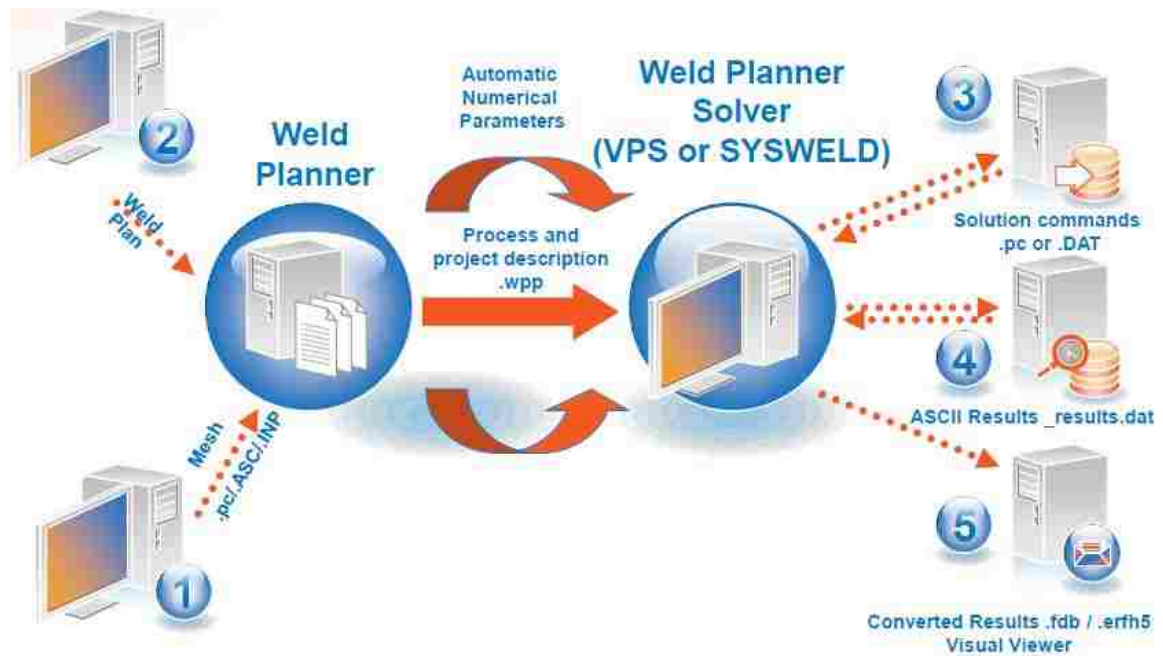 2
Weld
Plan
Weld
Planner
Automatic
Numerical
Parameters
Process and
project description
.wpp
Weld Planner
Solver
(VPS or SYSWELD)
3
Solution commands
.pc or .DAT
4
ASCII Results _results.dat
5
Converted Results .fdb / .erfh5
Visual Viewer
Mesh
.pc/.ASC/.INP
1